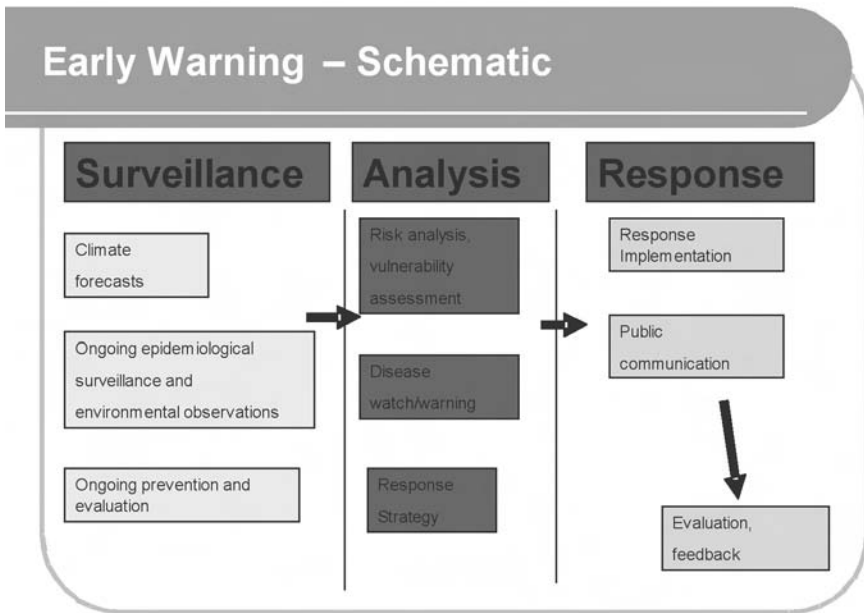 Early Warning – Schematic
Surveillance
Climate
forecasts
Ongoing epidemiological
surveillance and
environmental observations
Ongoing prevention and
evaluation
Analysis
Risk analysis,
vulnerability
assessment
Disease
watch/warning
Response
Strategy
Response
Response
Implementation
Public
communication
Evaluation,
feedback